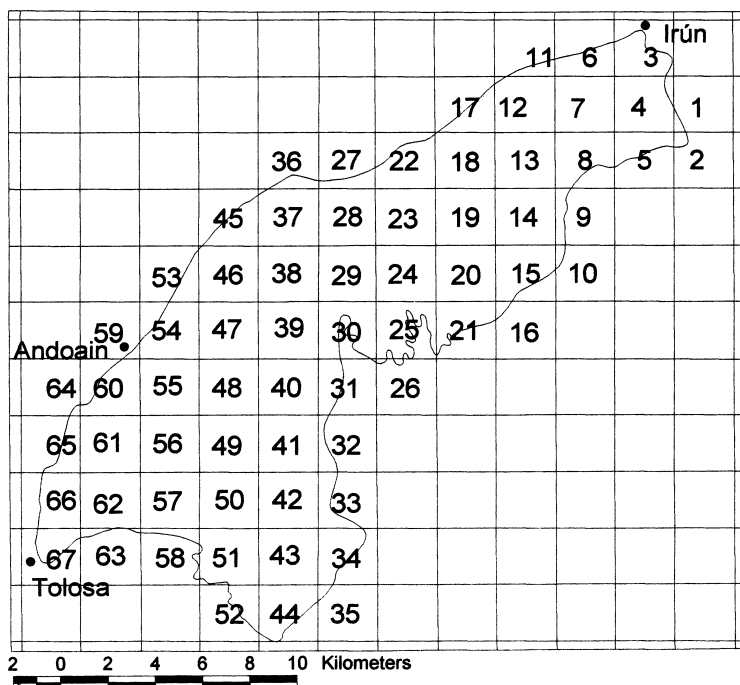 Irún
11 6 3
17 12 7 4 1
36 27 22 18 13 8 5 2
45 37 28 23 19 14 9
53 46 38 29 24 20 15 10
59 54 47 39 30 25 21 16
Andoain
64 60 55 48 40 31 26
65 61 56 49 41 32
66 62 57 50 42 33
67 63 58 51 43 34
Tolosa
52 44 35
2 0 2 4 6 8 10 Kilometers